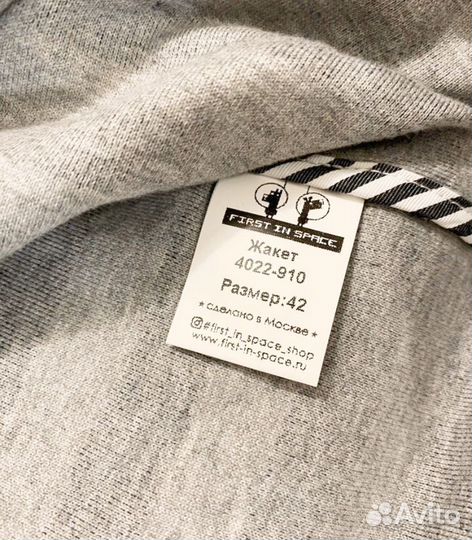 FIRST IN SPACE
Жакет
4022-910
Размер:42
* сделано в Москве *
#first_in_space_shop
www.first-in-space.ru
Avito